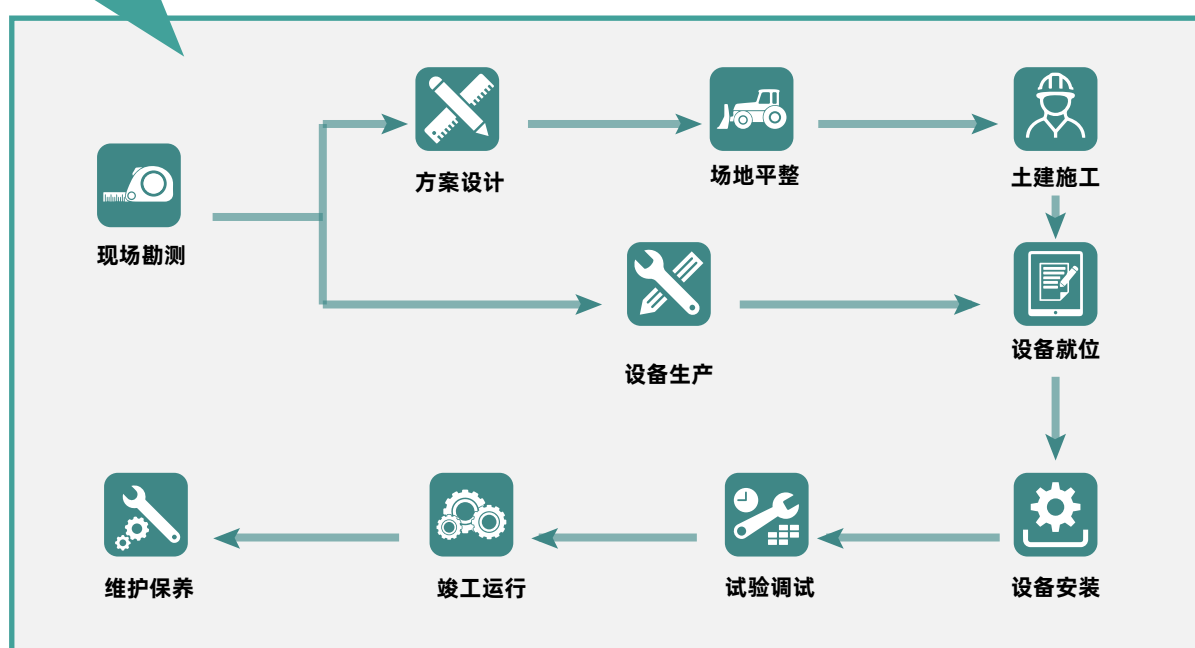 方案设计
场地平整
土建施工
现场勘测
设备生产
设备就位
维护保养
竣工运行
试验调试
设备安装